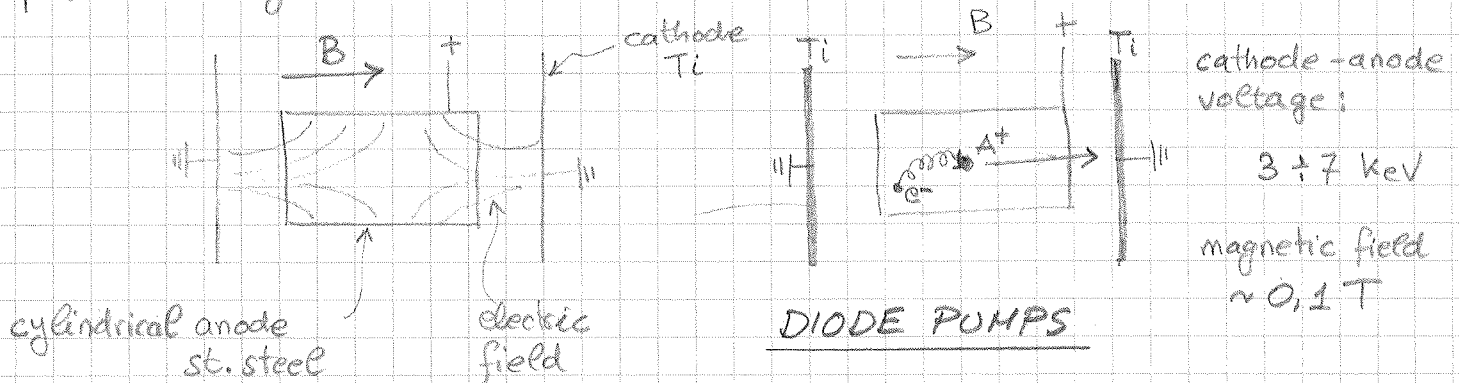 B
+
cathode
Ti
Ti
B
+
Ti
cathode-anode
voltage:
A+
e-
3 ÷ 7 KeV
magnetic field
~ 0,1 T
cylindrical anode
st. steel
electric
field
DIODE PUMPS